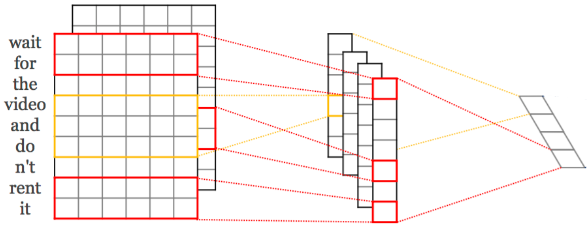 wait
for
the
video
and
do
n't
rent
it